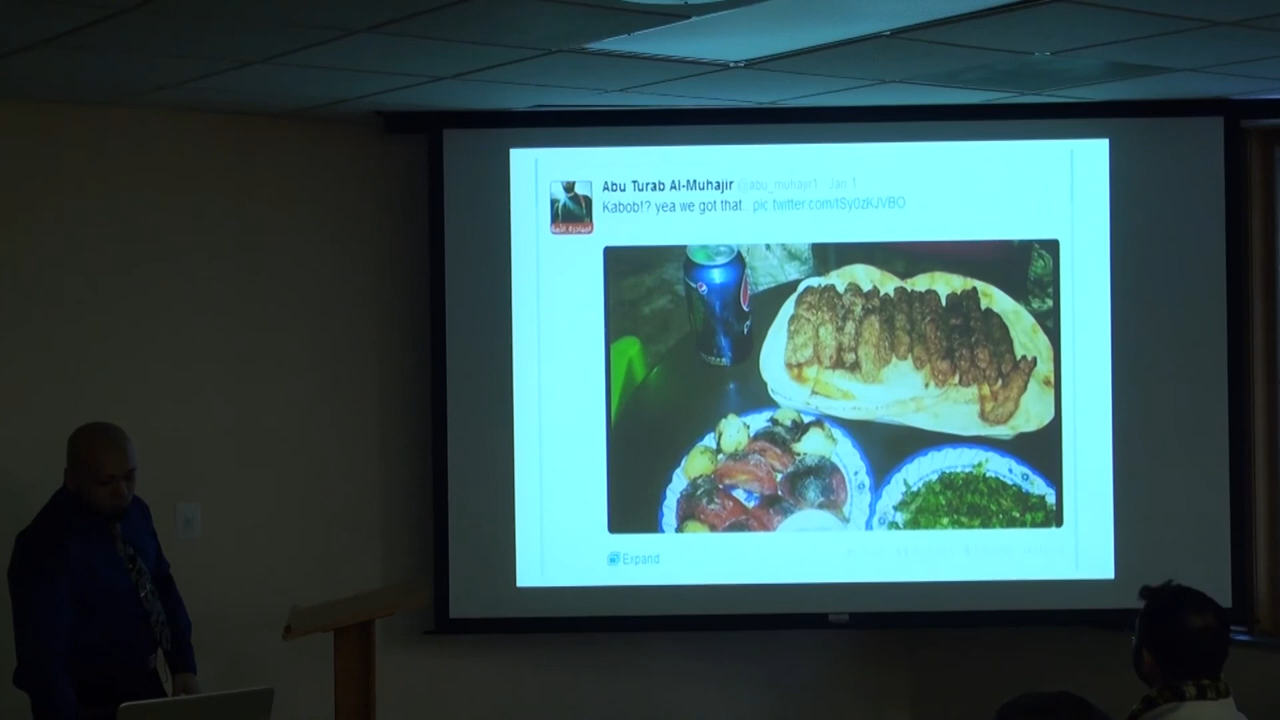 Abu Turab Al-Muhajir @abu_muhajir1 Jan 1
Kabob!? yea we got that.. pic.twitter.com/tSy0zKJVBO
Expand